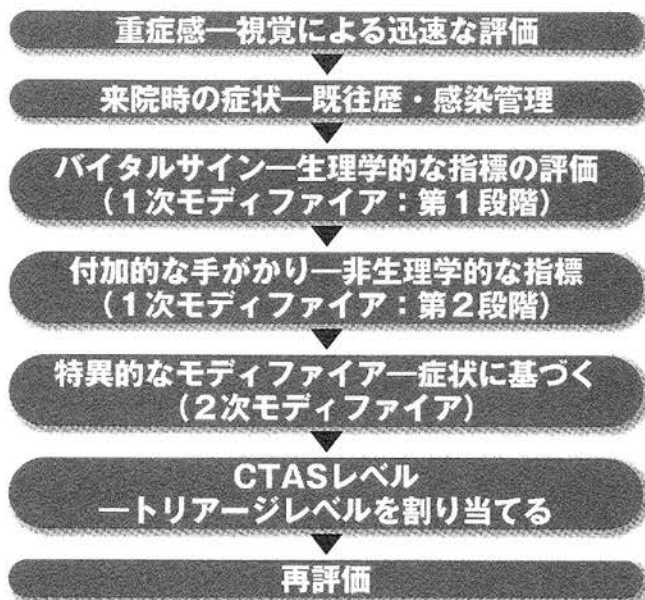 重症感―視覚による迅速な評価
来院時の症状―既往歴・感染管理
バイタルサイン―生理学的な指標の評価
（1次モディファイア：第1段階）
付加的な手がかり―非生理学的な指標
（1次モディファイア：第2段階）
特異的なモディファイア―症状に基づく
（2次モディファイア）
CTASレベル
―トリアージレベルを割り当てる
再評価